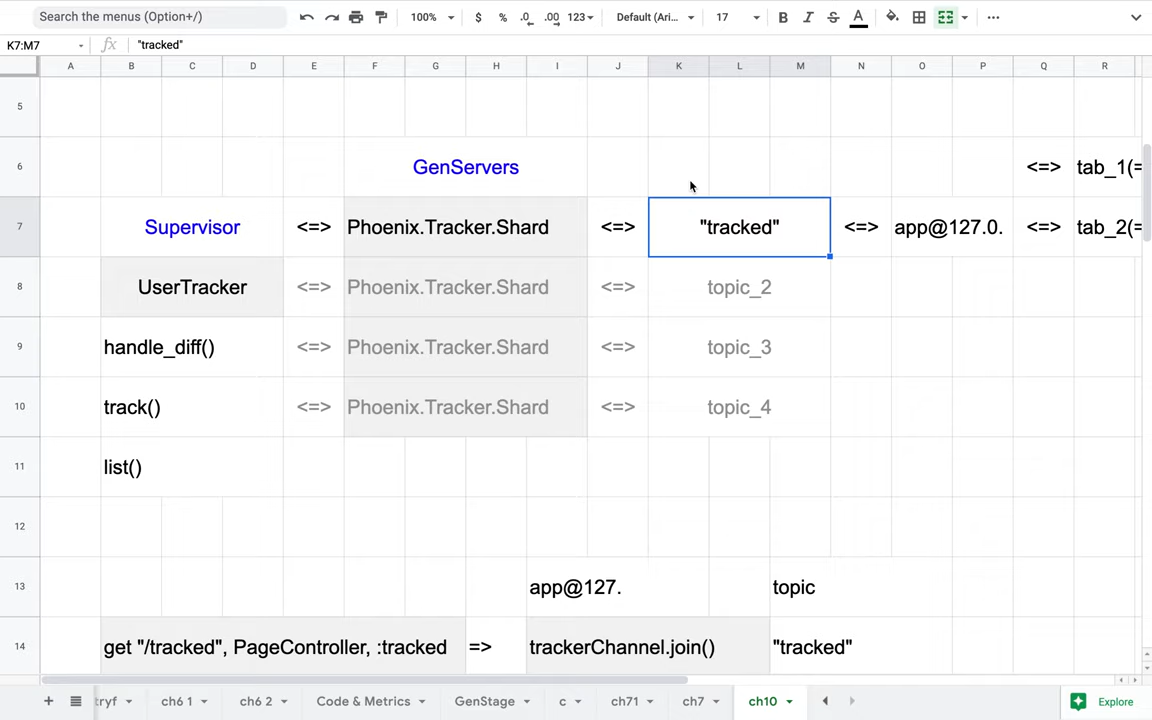 Search the menus (Option+/) 100% $ % .0 .00 123 Default (Ari... 17 B I S A
K7:M7 fx "tracked"
A B C D E F G H I J K L M N O P Q R
5
6 GenServers <=> tab_1(=
7 Supervisor <=> Phoenix.Tracker.Shard <=> "tracked" <=> app@127.0. <=> tab_2(=
8 UserTracker <=> Phoenix.Tracker.Shard <=> topic_2
9 handle_diff() <=> Phoenix.Tracker.Shard <=> topic_3
10 track() <=> Phoenix.Tracker.Shard <=> topic_4
11 list()
12
13 app@127. topic
14 get "/tracked", PageController, :tracked => trackerChannel.join() "tracked"
tryf ch6 1 ch6 2 Code & Metrics GenStage c ch71 ch7 ch10 Explore